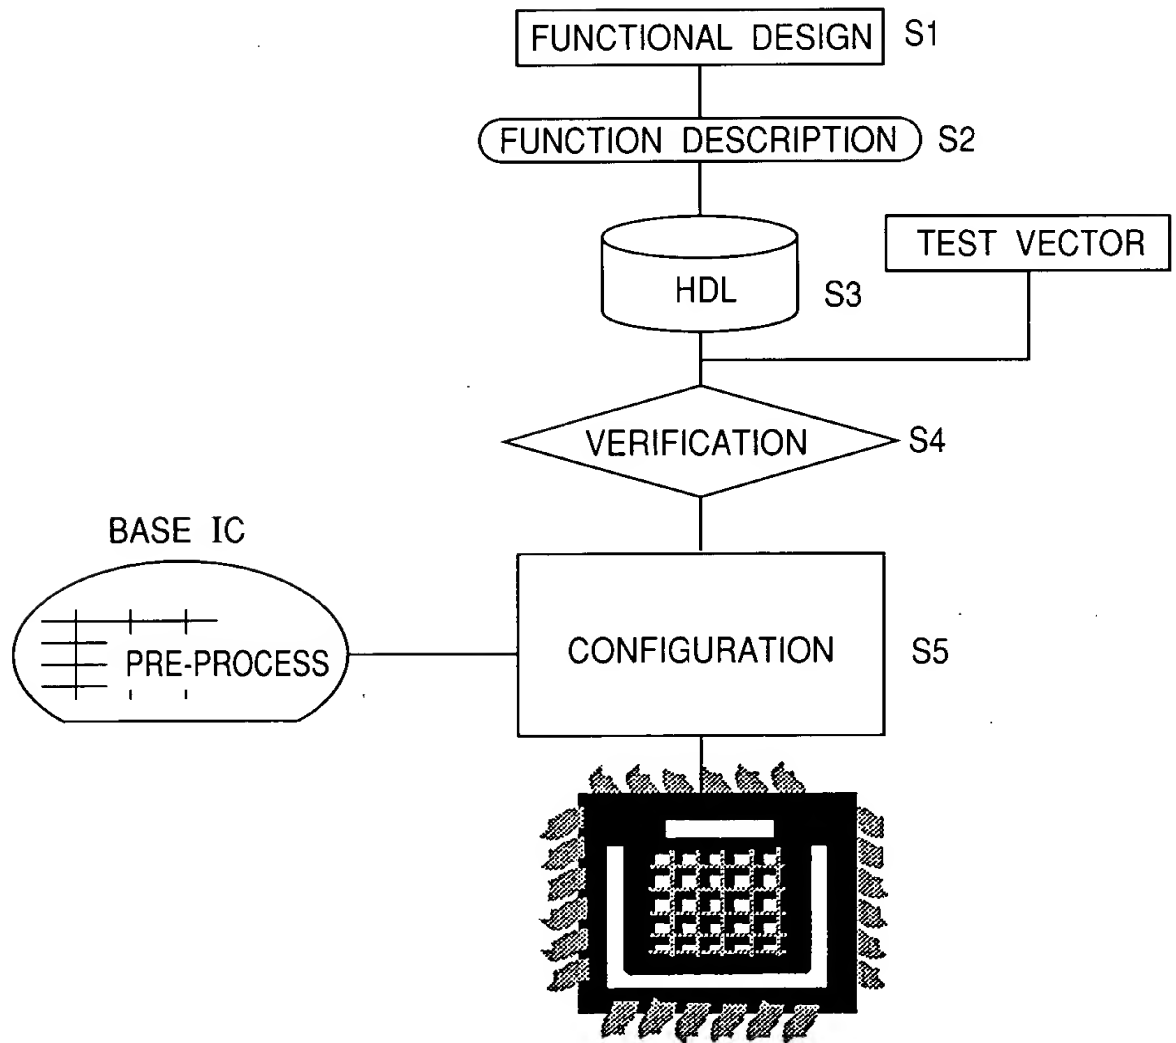 FUNCTIONAL DESIGN S1
FUNCTION DESCRIPTION S2
TEST VECTOR
HDL S3
VERIFICATION S4
BASE IC
PRE-PROCESS
CONFIGURATION S5